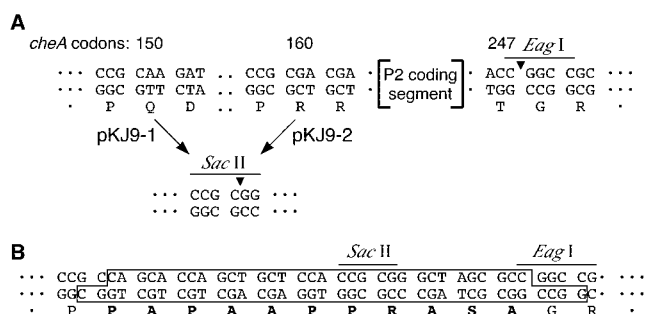 A
cheA codons: 150 160 247 Eag I
··· CCG CAA GAT .. CCG CGA CGA · P2 coding · ACC GGC CGC ···
··· GGC GTT CTA .. GGC GCT GCT · segment · TGG CCG GCG ···
· P Q D .. P R R · T G R ·
pKJ9-1 pKJ9-2
Sac II
··· CCG CGG ···
··· GGC GCC ···
B Sac II Eag I
··· CCG CCA GCA CCA GCT GCT CCA CCG CGG GCT AGC GCC GGC CG· ···
··· GGC GGT CGT GGT CGA CGA GGT GGC GCC CGA TCG CGG CCG GC· ···
· P P A P A A P P R A S A G R ·